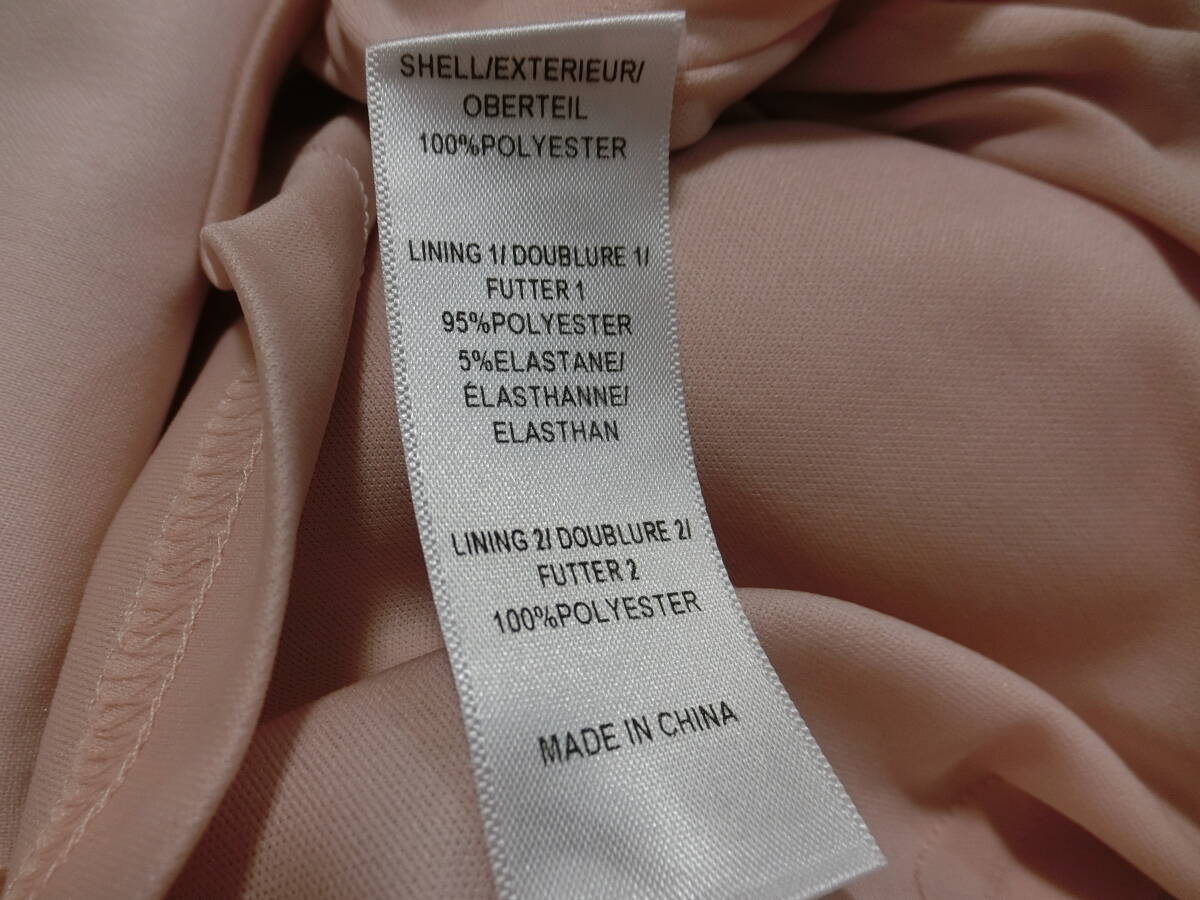 SHELL/EXTERIEUR/
OBERTEIL
100%POLYESTER
LINING 1/ DOUBLURE 1/
FUTTER 1
95%POLYESTER
5%ELASTANE/
ÉLASTHANNE/
ELASTHAN
LINING 2/ DOUBLURE 2/
FUTTER 2
100%POLYESTER
MADE IN CHINA